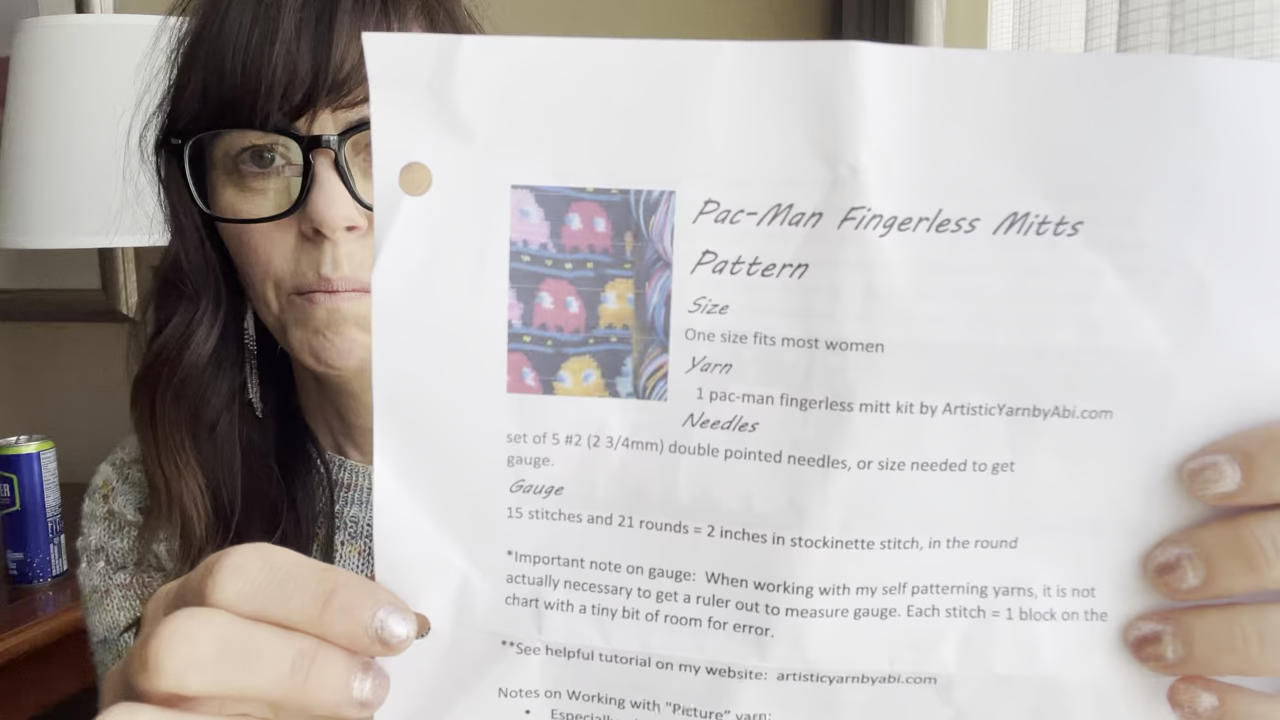 Pac-Man Fingerless Mitts
Pattern
Size
One size fits most women
Yarn
1 pac-man fingerless mitt kit by ArtisticYarnbyAbi.com
Needles
set of 5 #2 (2 3/4mm) double pointed needles, or size needed to get
gauge.
Gauge
15 stitches and 21 rounds = 2 inches in stockinette stitch, in the round
*Important note on gauge: When working with my self patterning yarns, it is not
actually necessary to get a ruler out to measure gauge. Each stitch = 1 block on the
chart with a tiny bit of room for error.
**See helpful tutorial on my website: artisticyarnbyabi.com
Notes on Working with "Picture" yarn:
•